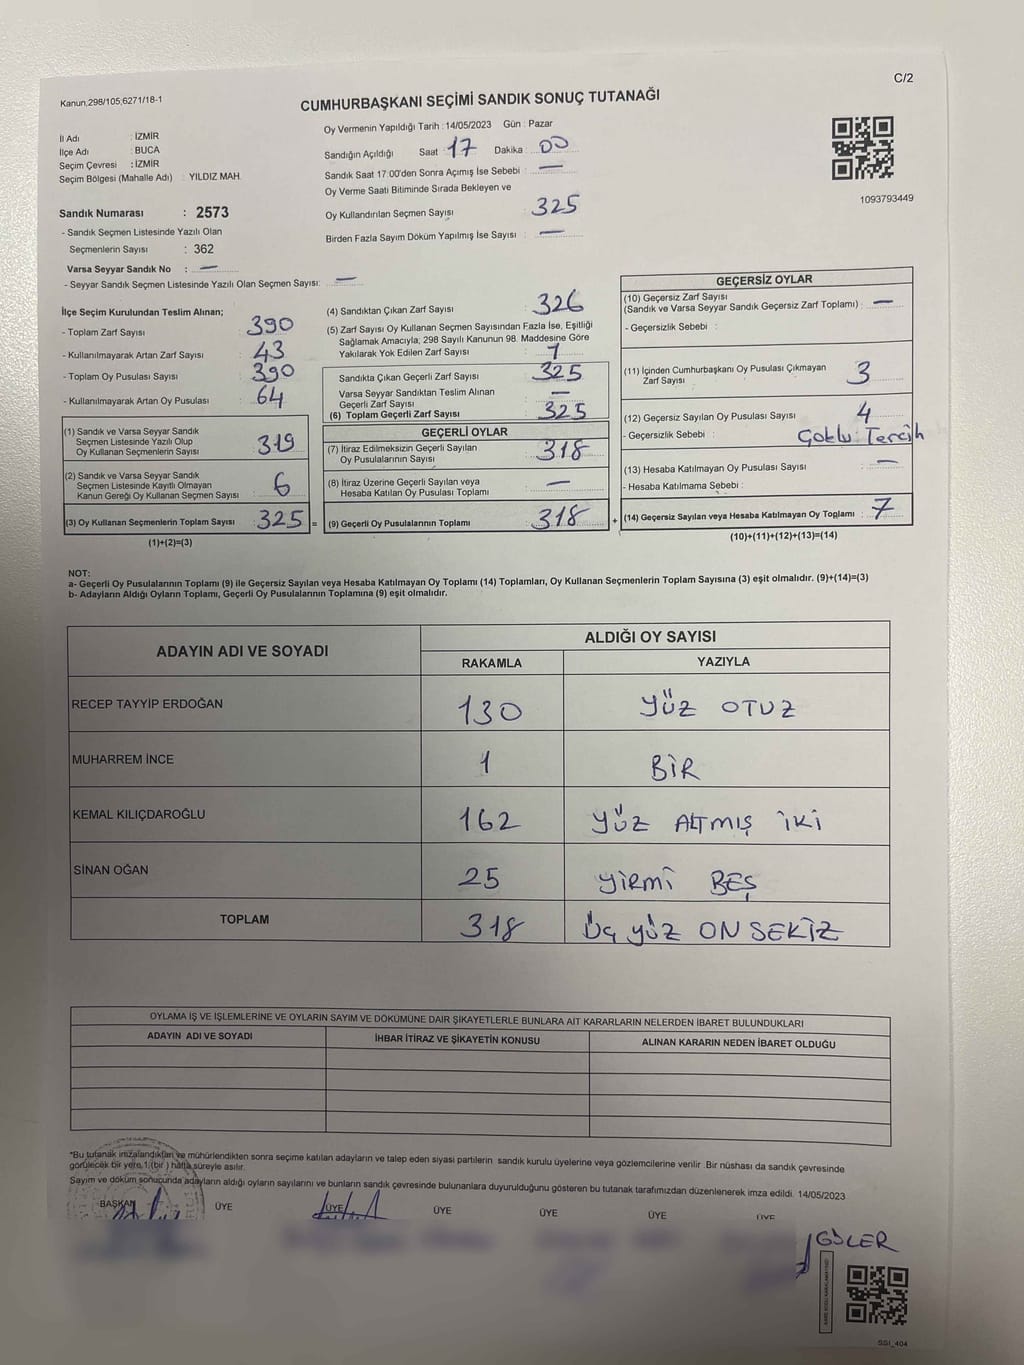 C/2
Kanun,298/105;6271/18-1
CUMHURBAŞKANI SEÇİMİ SANDIK SONUÇ TUTANAĞI
İl Adı : İZMİR
İlçe Adı : BUCA
Seçim Çevresi : İZMİR
Seçim Bölgesi (Mahalle Adı) : YILDIZ MAH.
Sandık Numarası : 2573
- Sandık Seçmen Listesinde Yazılı Olan
Seçmenlerin Sayısı : 362
Varsa Seyyar Sandık No : —
- Seyyar Sandık Seçmen Listesinde Yazılı Olan Seçmen Sayısı: —
Oy Vermenin Yapıldığı Tarih : 14/05/2023 Gün : Pazar
Sandığın Açıldığı Saat : 17 Dakika : 00
Sandık Saat 17:00'den Sonra Açımış İse Sebebi : —
Oy Verme Saati Bitiminde Sırada Bekleyen ve
Oy Kullandırılan Seçmen Sayısı : 325
Birden Fazla Sayım Döküm Yapılmış İse Sayısı : —
1093793449
İlçe Seçim Kurulundan Teslim Alınan;
- Toplam Zarf Sayısı : 390
- Kullanılmayarak Artan Zarf Sayısı : 43
- Toplam Oy Pusulası Sayısı : 390
- Kullanılmayarak Artan Oy Pusulası : 64
(1) Sandık ve Varsa Seyyar Sandık
Seçmen Listesinde Yazılı Olup
Oy Kullanan Seçmenlerin Sayısı : 319
(2) Sandık ve Varsa Seyyar Sandık
Seçmen Listesinde Kayıtlı Olmayan
Kanun Gereği Oy Kullanan Seçmen Sayısı : 6
(3) Oy Kullanan Seçmenlerin Toplam Sayısı : 325 =
(1)+(2)=(3)
(4) Sandıktan Çıkan Zarf Sayısı : 326
(5) Zarf Sayısı Oy Kullanan Seçmen Sayısından Fazla İse, Eşitliği
Sağlamak Amacıyla; 298 Sayılı Kanunun 98. Maddesine Göre
Yakılarak Yok Edilen Zarf Sayısı : 1
Sandıkta Çıkan Geçerli Zarf Sayısı : 325
Varsa Seyyar Sandıktan Teslim Alınan
Geçerli Zarf Sayısı : —
(6) Toplam Geçerli Zarf Sayısı : 325
GEÇERLİ OYLAR
(7) İtiraz Edilmeksizin Geçerli Sayılan
Oy Pusulalarının Sayısı : 318
(8) İtiraz Üzerine Geçerli Sayılan veya
Hesaba Katılan Oy Pusulası Toplamı : —
(9) Geçerli Oy Pusulalarının Toplamı : 318 +
GEÇERSİZ OYLAR
(10) Geçersiz Zarf Sayısı
(Sandık ve Varsa Seyyar Sandık Geçersiz Zarf Toplamı) : —
- Geçersizlik Sebebi :
(11) İçinden Cumhurbaşkanı Oy Pusulası Çıkmayan
Zarf Sayısı : 3
(12) Geçersiz Sayılan Oy Pusulası Sayısı : 4
- Geçersizlik Sebebi : Çoklu Tercih
(13) Hesaba Katılmayan Oy Pusulası Sayısı : —
- Hesaba Katılmama Sebebi :
(14) Geçersiz Sayılan veya Hesaba Katılmayan Oy Toplamı : 7
(10)+(11)+(12)+(13)=(14)
NOT:
a- Geçerli Oy Pusulalarının Toplamı (9) ile Geçersiz Sayılan veya Hesaba Katılmayan Oy Toplamı (14) Toplamları, Oy Kullanan Seçmenlerin Toplam Sayısına (3) eşit olmalıdır. (9)+(14)=(3)
b- Adayların Aldığı Oyların Toplamı, Geçerli Oy Pusulalarının Toplamına (9) eşit olmalıdır.
ADAYIN ADI VE SOYADI
ALDIĞI OY SAYISI
RAKAMLA YAZIYLA
RECEP TAYYİP ERDOĞAN 130 YÜZ OTUZ
MUHARREM İNCE 1 BİR
KEMAL KILIÇDAROĞLU 162 YÜZ ALTMIŞ İKİ
SİNAN OĞAN 25 YİRMİ BEŞ
TOPLAM 318 ÜÇ YÜZ ON SEKİZ
OYLAMA İŞ VE İŞLEMLERİNE VE OYLARIN SAYIM VE DÖKÜMÜNE DAİR ŞİKAYETLERLE BUNLARA AİT KARARLARIN NELERDEN İBARET BULUNDUKLARI
ADAYIN ADI VE SOYADI İHBAR İTİRAZ VE ŞİKAYETİN KONUSU ALINAN KARARIN NEDEN İBARET OLDUĞU
*Bu tutanak imzalandıktan ve mühürlendikten sonra seçime katılan adayların ve talep eden siyasi partilerin sandık kurulu üyelerine veya gözlemcilerine verilir .Bir nüshası da sandık çevresinde
görülecek bir yere 1 (bir ) hafta süreyle asılır.
Sayım ve döküm sonucunda adayların aldığı oyların sayılarını ve bunların sandık çevresinde bulunanlara duyurulduğunu gösteren bu tutanak tarafımızdan düzenlenerek imza edildi. 14/05/2023
BAŞKAN ÜYE ÜYE ÜYE ÜYE ÜYE ÜYE
GÜLER
SSI_404